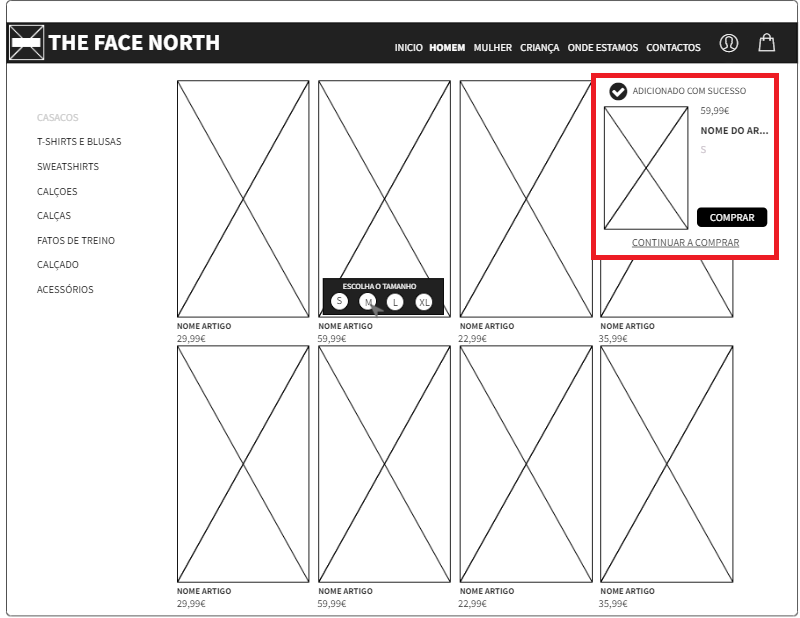 THE FACE NORTH
INICIO HOMEM MULHER CRIANÇA ONDE ESTAMOS CONTACTOS
CASACOS
T-SHIRTS E BLUSAS
SWEATSHIRTS
CALÇOES
CALÇAS
FATOS DE TREINO
CALÇADO
ACESSÓRIOS
ADICIONADO COM SUCESSO
59,99€
NOME DO AR...
S
COMPRAR
CONTINUAR A COMPRAR
ESCOLHA O TAMANHO
S M L XL
NOME ARTIGO NOME ARTIGO NOME ARTIGO NOME ARTIGO
29,99€ 59,99€ 22,99€ 35,99€
NOME ARTIGO NOME ARTIGO NOME ARTIGO NOME ARTIGO
29,99€ 59,99€ 22,99€ 35,99€